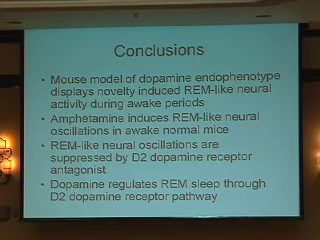 Conclusions
• Mouse model of dopamine endophenotype
displays novelty induced REM-like neural
activity during awake periods
• Amphetamine induces REM-like neural
oscillations in awake normal mice
• REM-like neural oscillations are
suppressed by D2 dopamine receptor
antagonist
• Dopamine regulates REM sleep through
D2 dopamine receptor pathway